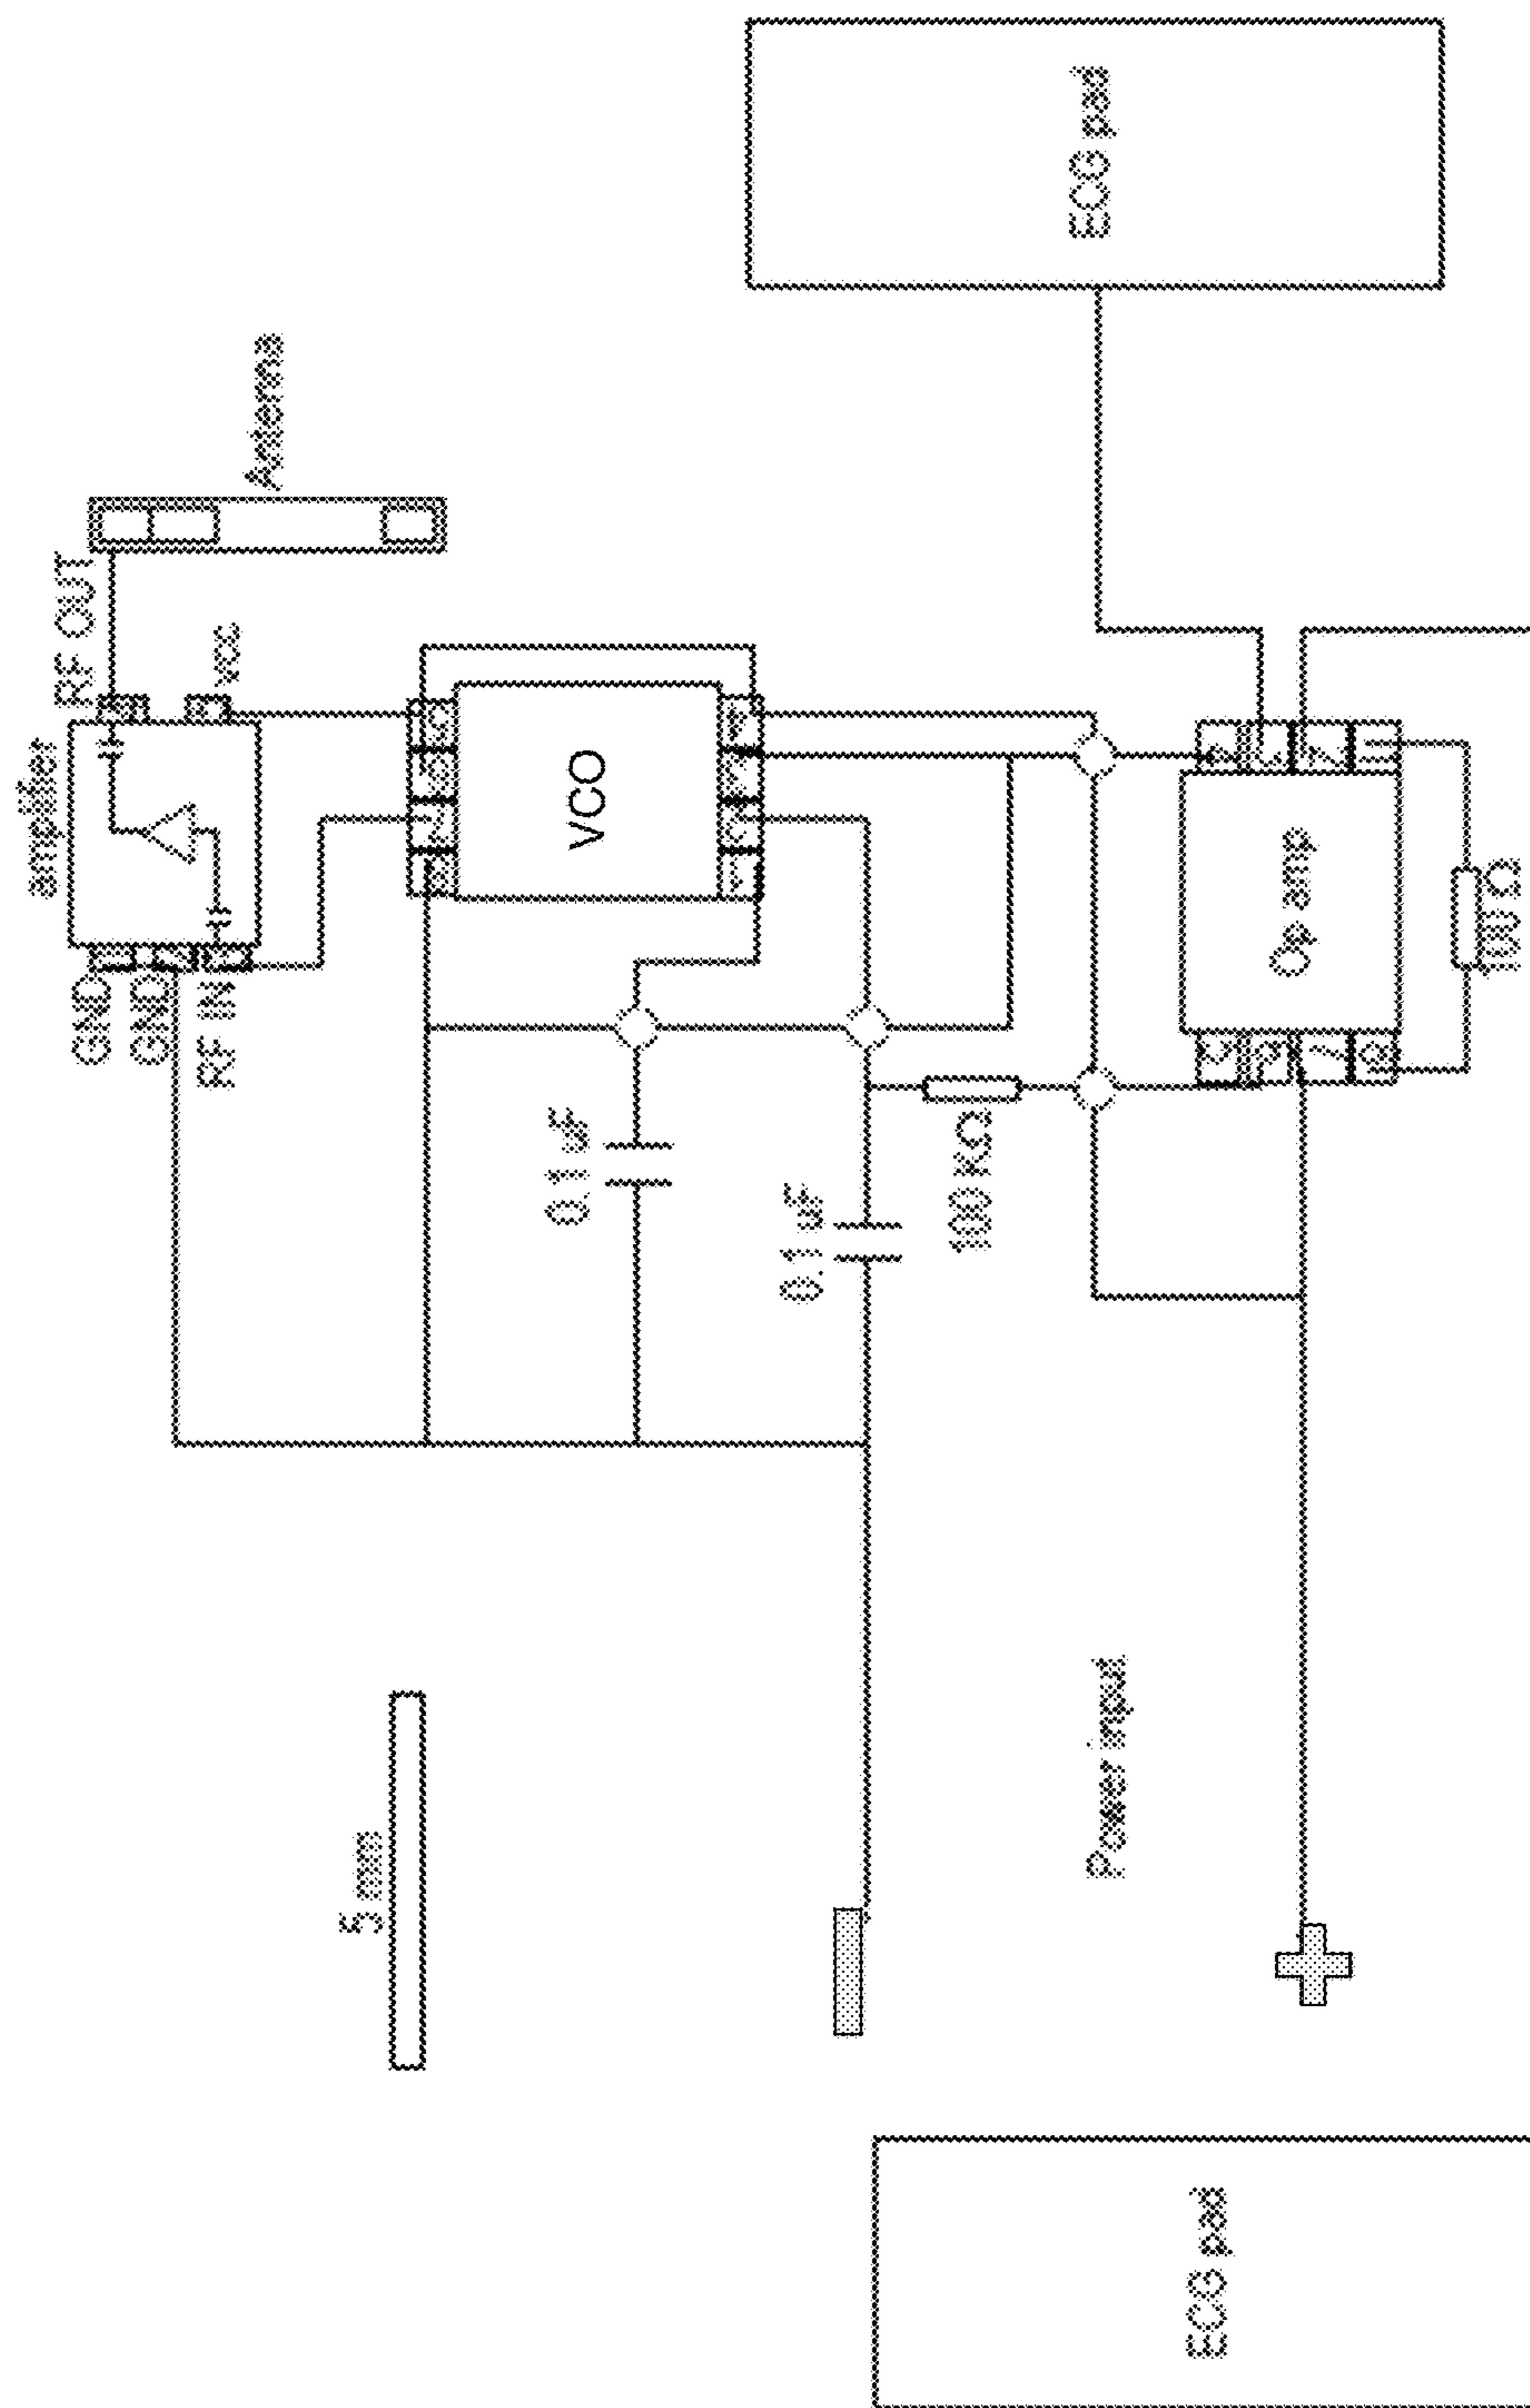 amplifier
GND
GND
RF IN
RF OUT
vcc
Antenna
VCO
0.1 uF
0.1 uF
100 KΩ
Op amp
100 Ω
ECG pad
5 mm
Power input
ECG pad